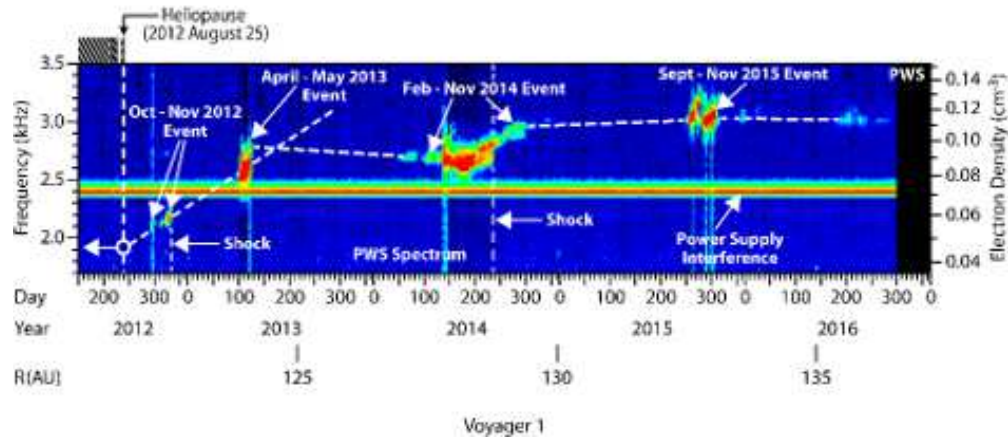 Heliopause
(2012 August 25)
3.5
3.0
2.5
2.0
Frequency (kHz)
Oct - Nov 2012
Event
April - May 2013
Event
Feb - Nov 2014 Event
Sept - Nov 2015 Event
PWS
0.14
0.12
0.10
0.08
0.06
0.04
Electron Density (cm-3)
Shock
PWS Spectrum
Shock
Power Supply
Interference
Day 200 300 0 100 200 300 0 100 200 300 0 100 200 300 0 100 200 300 0
Year 2012 2013 2014 2015 2016
R(AU) 125 130 135
Voyager 1